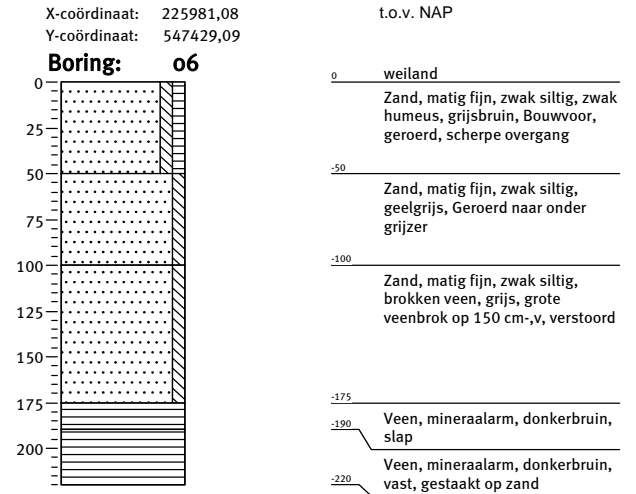 X-coördinaat: 225981,08
t.o.v. NAP
Y-coördinaat: 547429,09
Boring: 06
0
25
50
75
100
125
150
175
200
0
weiland
Zand, matig fijn, zwak siltig, zwak
humeus, grijsbruin, Bouwvoor,
geroerd, scherpe overgang
-50
Zand, matig fijn, zwak siltig,
geelgrijs, Geroerd naar onder
grijzer
-100
Zand, matig fijn, zwak siltig,
brokken veen, grijs, grote
veenbrok op 150 cm-,v, verstoord
-175
Veen, mineraalarm, donkerbruin,
slap
-190
Veen, mineraalarm, donkerbruin,
vast, gestaakt op zand
-220